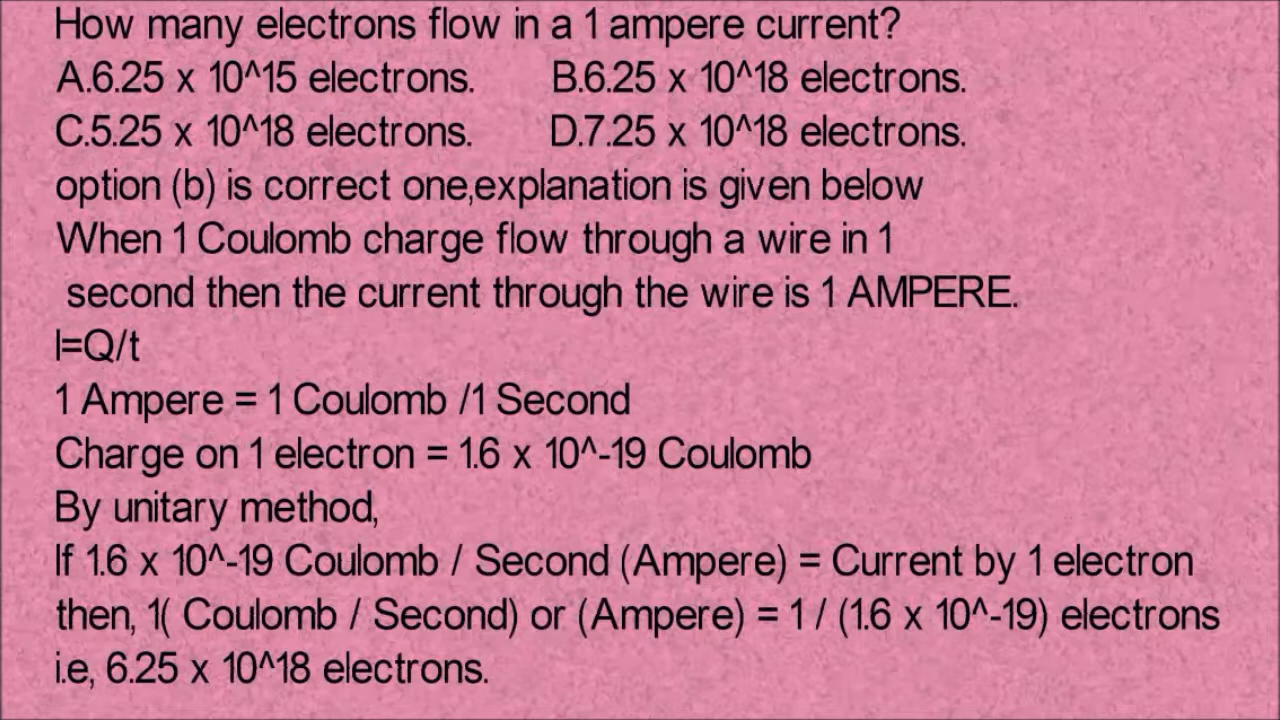 How many electrons flow in a 1 ampere current?
A.6.25 x 10^15 electrons. B.6.25 x 10^18 electrons.
C.5.25 x 10^18 electrons. D.7.25 x 10^18 electrons.
option (b) is correct one,explanation is given below
When 1 Coulomb charge flow through a wire in 1
second then the current through the wire is 1 AMPERE.
I=Q/t
1 Ampere = 1 Coulomb /1 Second
Charge on 1 electron = 1.6 x 10^-19 Coulomb
By unitary method,
If 1.6 x 10^-19 Coulomb / Second (Ampere) = Current by 1 electron
then, 1( Coulomb / Second) or (Ampere) = 1 / (1.6 x 10^-19) electrons
i.e, 6.25 x 10^18 electrons.